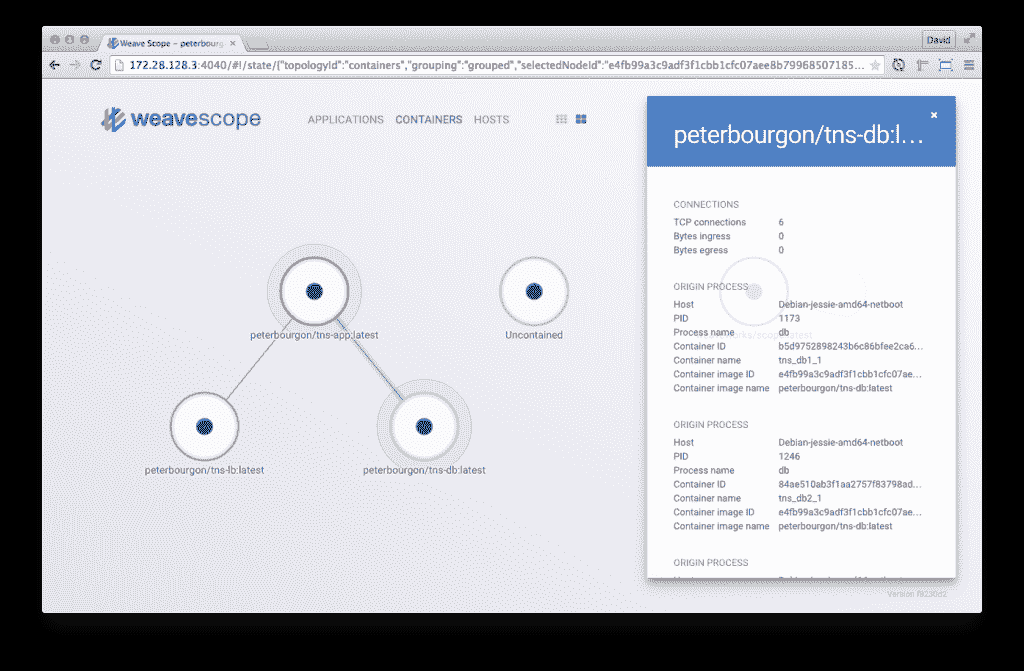 Weave Scope – peterbourg
David
172.28.128.3:4040/#!/state/{"topologyId":"containers","grouping":"grouped","selectedNodeId":"e4fb99a3c9adf3f1cbb1cfc07aee8b79968507185...
weavescope
APPLICATIONS CONTAINERS HOSTS
peterbourgon/tns-db:l...
CONNECTIONS
TCP connections 6
Bytes ingress 0
Bytes egress 0
ORIGIN PROCESS
Host Debian-jessie-amd64-netboot
PID 1173
Process name db
Container ID b5d9752898243b6c86bfee2ca6...
Container name tns_db1_1
Container image ID e4fb99a3c9adf3f1cbb1cfc07ae...
Container image name peterbourgon/tns-db:latest
ORIGIN PROCESS
Host Debian-jessie-amd64-netboot
PID 1246
Process name db
Container ID 84ae510ab3f1aa2757f83798ad...
Container name tns_db2_1
Container image ID e4fb99a3c9adf3f1cbb1cfc07ae...
Container image name peterbourgon/tns-db:latest
ORIGIN PROCESS
peterbourgon/tns-app:latest
Uncontained
peterbourgon/tns-lb:latest
peterbourgon/tns-db:latest
Version f9230d2